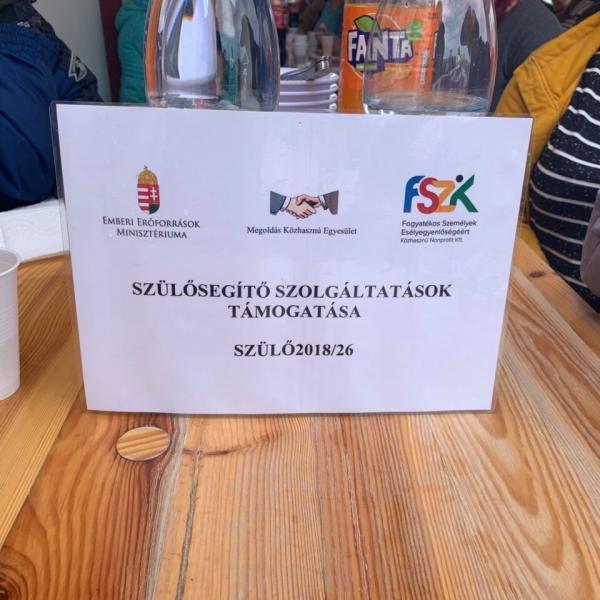 FANTA
EMBERI ERŐFORRÁSOK
MINISZTÉRIUMA
Megoldás Közhasznú Egyesület
FSZK
Fogyatékos Személyek
Esélyegyenlőségéért
Közhasznú Nonprofit Kft.
SZÜLŐSEGÍTŐ SZOLGÁLTATÁSOK
TÁMOGATÁSA
SZÜLŐ2018/26